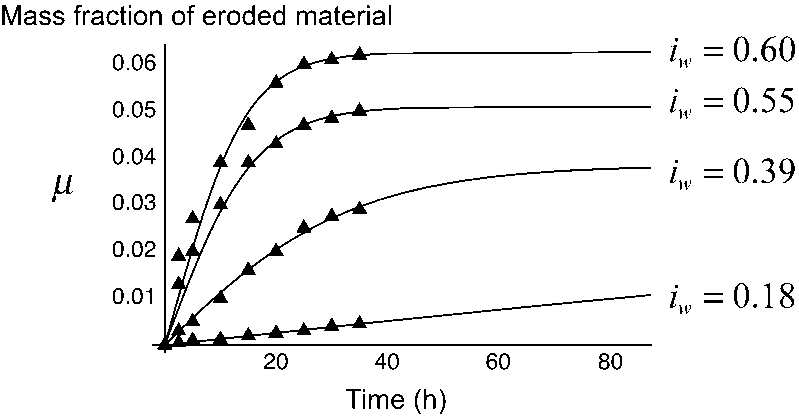 Mass fraction of eroded material
0.06
0.05
0.04
0.03
0.02
0.01
μ
i_w = 0.60
i_w = 0.55
i_w = 0.39
i_w = 0.18
20 40 60 80
Time (h)